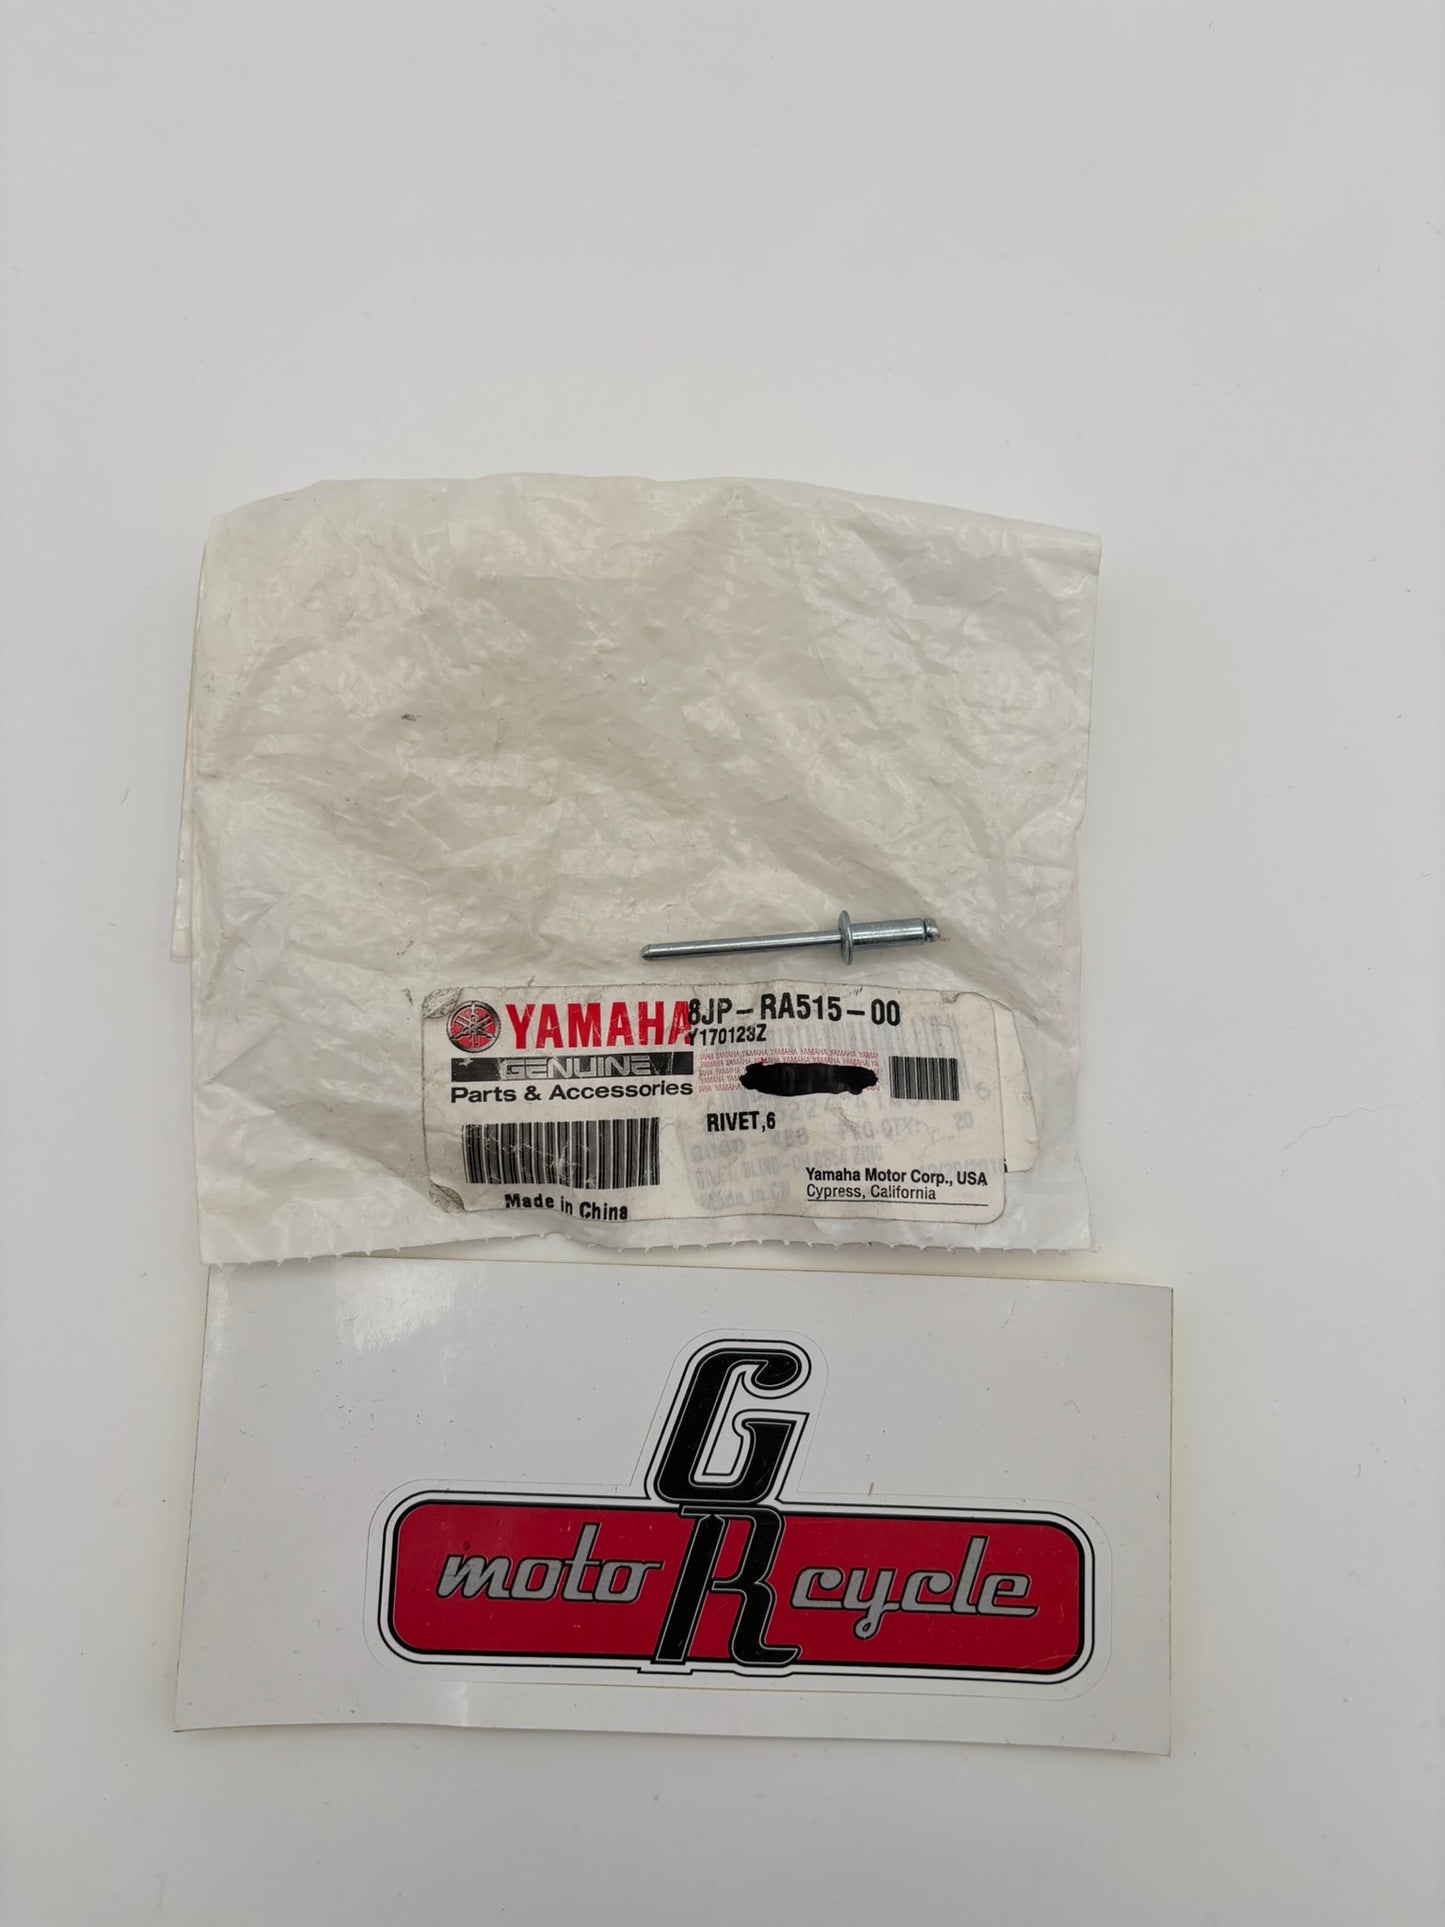 YAMAHA
8JP-RA515-00
Y170123Z
GENUINE
Parts & Accessories
RIVET,6
Made in China
Yamaha Motor Corp., USA
Cypress, California
GR
moto cycle